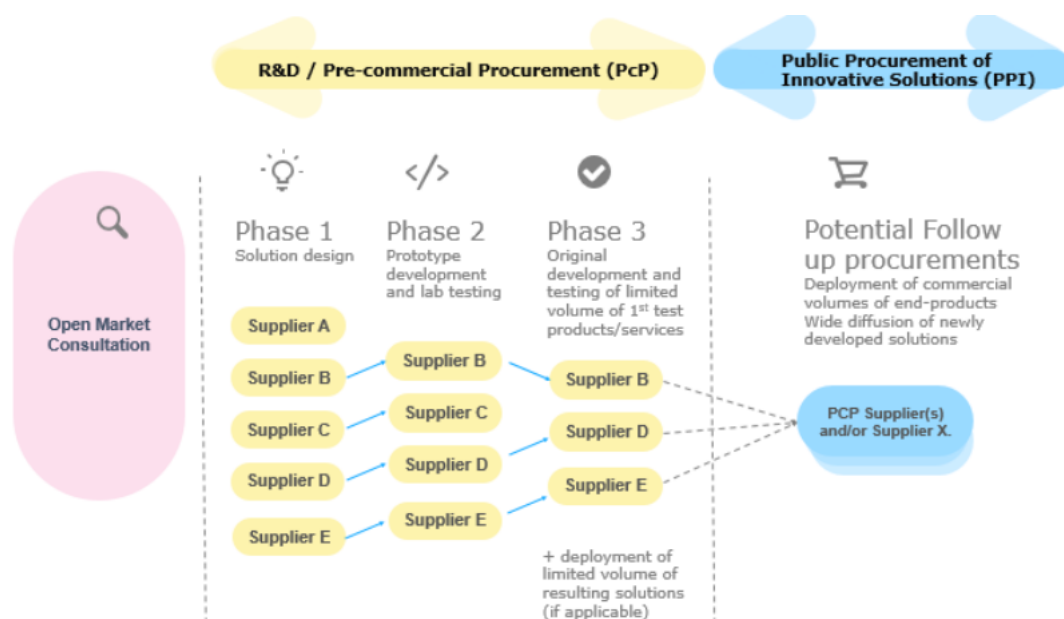 R&D / Pre-commercial Procurement (PcP)
Public Procurement of
Innovative Solutions (PPI)
Open Market
Consultation
</>
Phase 1
Solution design
Supplier A
Supplier B
Supplier C
Supplier D
Supplier E
Phase 2
Prototype
development
and lab testing
Supplier B
Supplier C
Supplier D
Supplier E
Phase 3
Original
development and
testing of limited
volume of 1st test
products/services
Supplier B
Supplier D
Supplier E
+ deployment of
limited volume of
resulting solutions
(if applicable)
Potential Follow
up procurements
Deployment of commercial
volumes of end-products
Wide diffusion of newly
developed solutions
PCP Supplier(s)
and/or Supplier X.